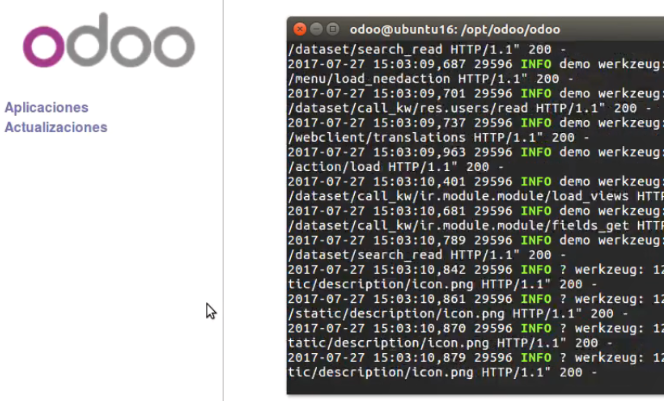 odoo
Aplicaciones
Actualizaciones
odoo@ubuntu16: /opt/odoo/odoo
/dataset/search_read HTTP/1.1" 200 -
2017-07-27 15:03:09,687 29596 INFO demo werkzeug:
/menu/load_needaction HTTP/1.1" 200 -
2017-07-27 15:03:09,701 29596 INFO demo werkzeug:
/dataset/call_kw/res.users/read HTTP/1.1" 200 -
2017-07-27 15:03:09,737 29596 INFO demo werkzeug:
/webclient/translations HTTP/1.1" 200 -
2017-07-27 15:03:09,963 29596 INFO demo werkzeug:
/action/load HTTP/1.1" 200 -
2017-07-27 15:03:10,401 29596 INFO demo werkzeug:
/dataset/call_kw/ir.module.module/load_views HTTP
2017-07-27 15:03:10,681 29596 INFO demo werkzeug:
/dataset/call_kw/ir.module.module/fields_get HTTP
2017-07-27 15:03:10,789 29596 INFO demo werkzeug:
/dataset/search_read HTTP/1.1" 200 -
2017-07-27 15:03:10,842 29596 INFO ? werkzeug: 12
tic/description/icon.png HTTP/1.1" 200 -
2017-07-27 15:03:10,861 29596 INFO ? werkzeug: 12
/static/description/icon.png HTTP/1.1" 200 -
2017-07-27 15:03:10,870 29596 INFO ? werkzeug: 12
tatic/description/icon.png HTTP/1.1" 200 -
2017-07-27 15:03:10,879 29596 INFO ? werkzeug: 12
tic/description/icon.png HTTP/1.1" 200 -